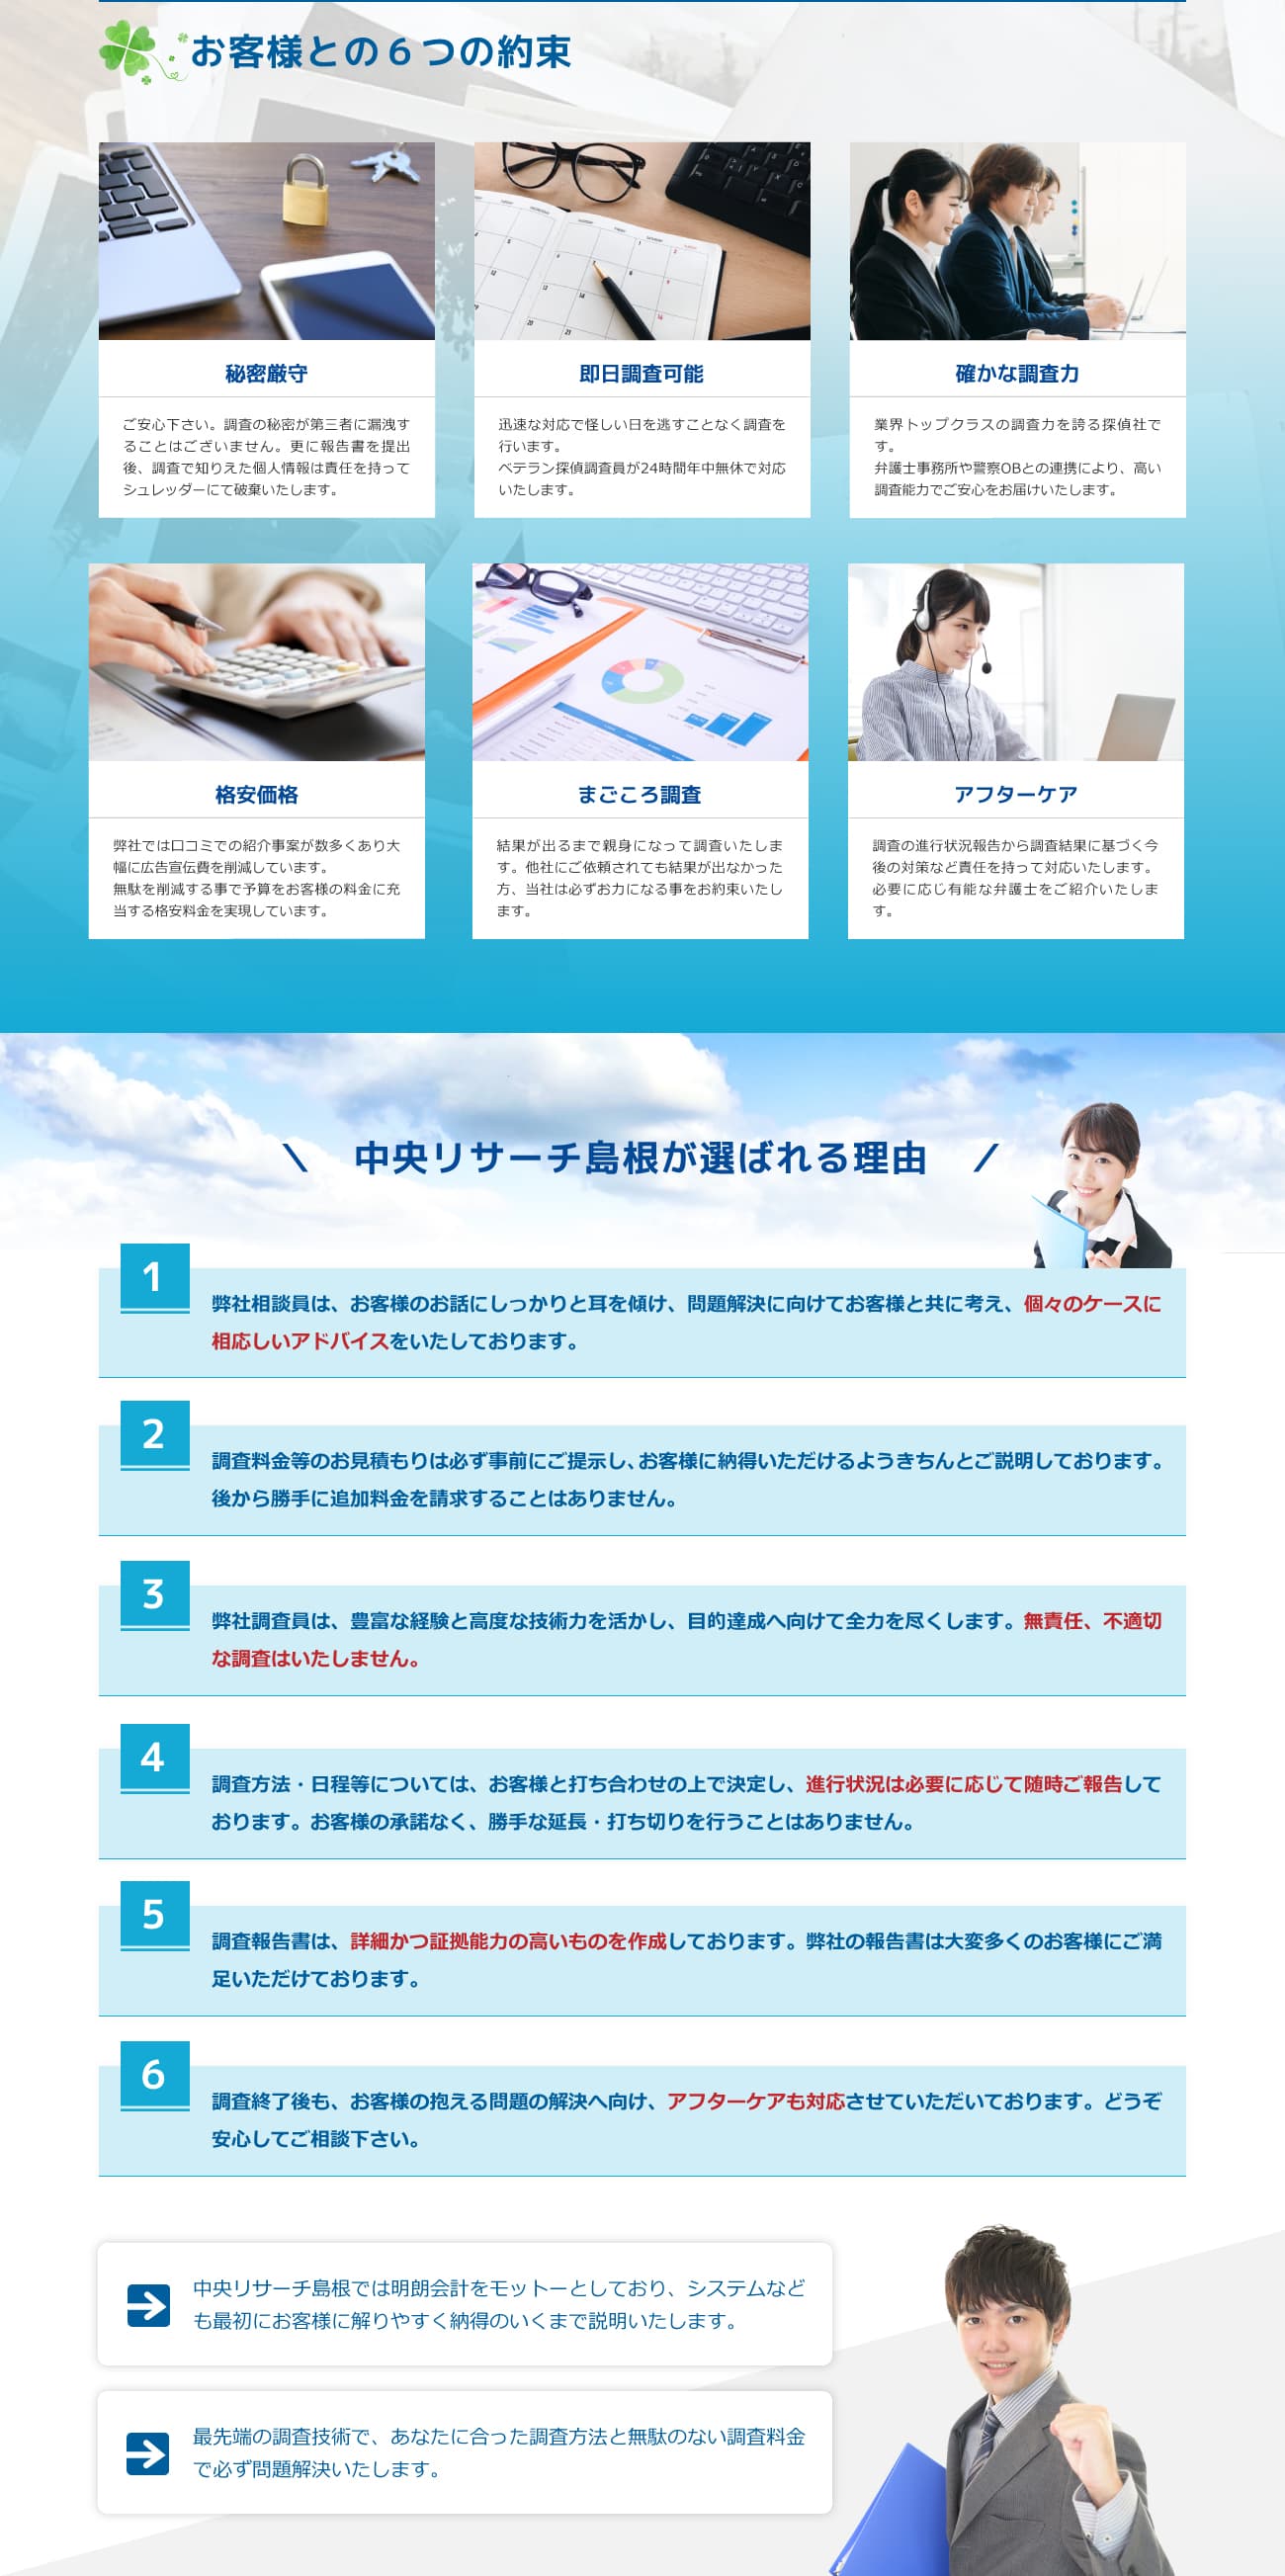 お客様との６つの約束
秘密厳守
ご安心下さい。調査の秘密が第三者に漏洩す
ることはございません。更に報告書を提出
後、調査で知りえた個人情報は責任を持って
シュレッダーにて破棄いたします。
即日調査可能
迅速な対応で怪しい日を逃すことなく調査を
行います。
ベテラン探偵調査員が24時間年中無休で対応
いたします。
確かな調査力
業界トップクラスの調査力を誇る探偵社で
す。
弁護士事務所や警察OBとの連携により、高い
調査能力でご安心をお届けいたします。
格安価格
弊社では口コミでの紹介事案が数多くあり大
幅に広告宣伝費を削減しています。
無駄を削減する事で予算をお客様の料金に充
当する格安料金を実現しています。
まごころ調査
結果が出るまで親身になって調査いたしま
す。他社にご依頼されても結果が出なかった
方、当社は必ずお力になる事をお約束いたし
ます。
アフターケア
調査の進行状況報告から調査結果に基づく今
後の対策など責任を持って対応いたします。
必要に応じ有能な弁護士をご紹介いたしま
す。
＼　中央リサーチ島根が選ばれる理由　／
1
弊社相談員は、お客様のお話にしっかりと耳を傾け、問題解決に向けてお客様と共に考え、個々のケースに
相応しいアドバイスをいたしております。
2
調査料金等のお見積もりは必ず事前にご提示し、お客様に納得いただけるようきちんとご説明しております。
後から勝手に追加料金を請求することはありません。
3
弊社調査員は、豊富な経験と高度な技術力を活かし、目的達成へ向けて全力を尽くします。無責任、不適切
な調査はいたしません。
4
調査方法・日程等については、お客様と打ち合わせの上で決定し、進行状況は必要に応じて随時ご報告して
おります。お客様の承諾なく、勝手な延長・打ち切りを行うことはありません。
5
調査報告書は、詳細かつ証拠能力の高いものを作成しております。弊社の報告書は大変多くのお客様にご満
足いただけております。
6
調査終了後も、お客様の抱える問題の解決へ向け、アフターケアも対応させていただいております。どうぞ
安心してご相談下さい。
中央リサーチ島根では明朗会計をモットーとしており、システムなど
も最初にお客様に解りやすく納得のいくまで説明いたします。
最先端の調査技術で、あなたに合った調査方法と無駄のない調査料金
で必ず問題解決いたします。